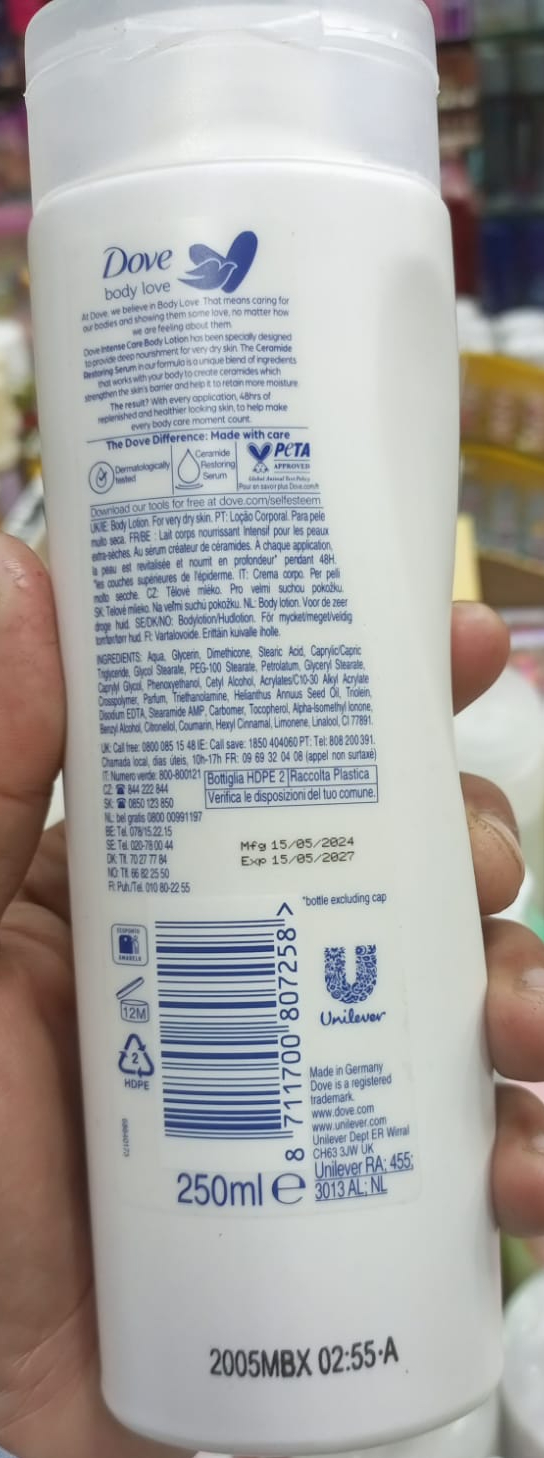 Dove
body love
At Dove, we believe in Body Love. That means caring for
our bodies and showing them some love, no matter how
we are feeling about them.
Dove Intense Care Body Lotion has been specially designed
to provide deep nourishment for very dry skin. The Ceramide
Restoring Serum in our formula is a unique blend of ingredients
that works with your body to create ceramides which
strengthen the skin's barrier and help it to retain more moisture
The result? With every application, 48hrs of
replenished and healthier looking skin, to help make
every body care moment count.
The Dove Difference: Made with care
Dermatologically
tested
Ceramide
Restoring
Serum
PETA
APPROVED
Global Animal Test Policy
Pour en savoir plus Dove.com/fr
Download our tools for free at dove.com/selfesteem
UK/IE: Body Lotion. For very dry skin. PT: Loção Corporal. Para pele
muito seca. FR/BE : Lait corps nourrissant Intensif pour les peaux
extra-sèches. Au sérum créateur de céramides. A chaque application,
la peau est revitalisée et nourrit en profondeur* pendant 48H.
*les couches supérieures de l'épiderme. IT: Crema corpo. Per pelli
molto secche. CZ: Tělové mléko. Pro velmi suchou pokožku.
SK: Telové mlieko. Na veľmi suchú pokožku. NL: Body lotion. Voor de zeer
droge huid. SE/DK/NO: Bodylotion/Hudlotion. För mycket/meget/veldig
torr/tør/tørr hud. FI: Vartalovoide. Erittäin kuivalle iholle.
INGREDIENTS: Aqua, Glycerin, Dimethicone, Stearic Acid, Caprylic/Capric
Triglyceride, Glycol Stearate, PEG-100 Stearate, Petrolatum, Glyceryl Stearate,
Caprylyl Glycol, Phenoxyethanol, Cetyl Alcohol, Acrylates/C10-30 Alkyl Acrylate
Crosspolymer, Parfum, Triethanolamine, Helianthus Annuus Seed Oil, Triolein,
Disodium EDTA, Stearamide AMP, Carbomer, Tocopherol, Alpha-Isomethyl Ionone,
Benzyl Alcohol, Citronellol, Coumarin, Hexyl Cinnamal, Limonene, Linalool, CI 77891.
UK: Call free: 0800 085 15 48 IE: Call save: 1850 404060 PT: Tel: 808 200 391.
Chamada local, dias úteis, 10h-17h FR: 09 69 32 04 08 (appel non surtaxé)
IT: Numero verde: 800-800121
CZ: ☎ 844 222 844
SK: ☎ 0850 123 850
NL: bel gratis 0800 00991197
BE: Tel. 078/15.22.15
SE: Tel. 020-78 00 44
DK: Tlf. 70 27 77 84
NO: Tlf. 66 82 25 50
FI: Puh./Tel. 010 80-22 55
Bottiglia HDPE 2 Raccolta Plastica
Verifica le disposizioni del tuo comune.
Mfg 15/05/2024
Exp 15/05/2027
*bottle excluding cap
AMARELO
12M
2
HDPE
8 711700 807258 >
Unilever
Made in Germany
Dove is a registered
trademark.
www.dove.com
www.unilever.com
Unilever Dept ER Wirral
CH63 3JW UK
Unilever RA; 455;
3013 AL; NL
250ml e
2005MBX 02:55-A